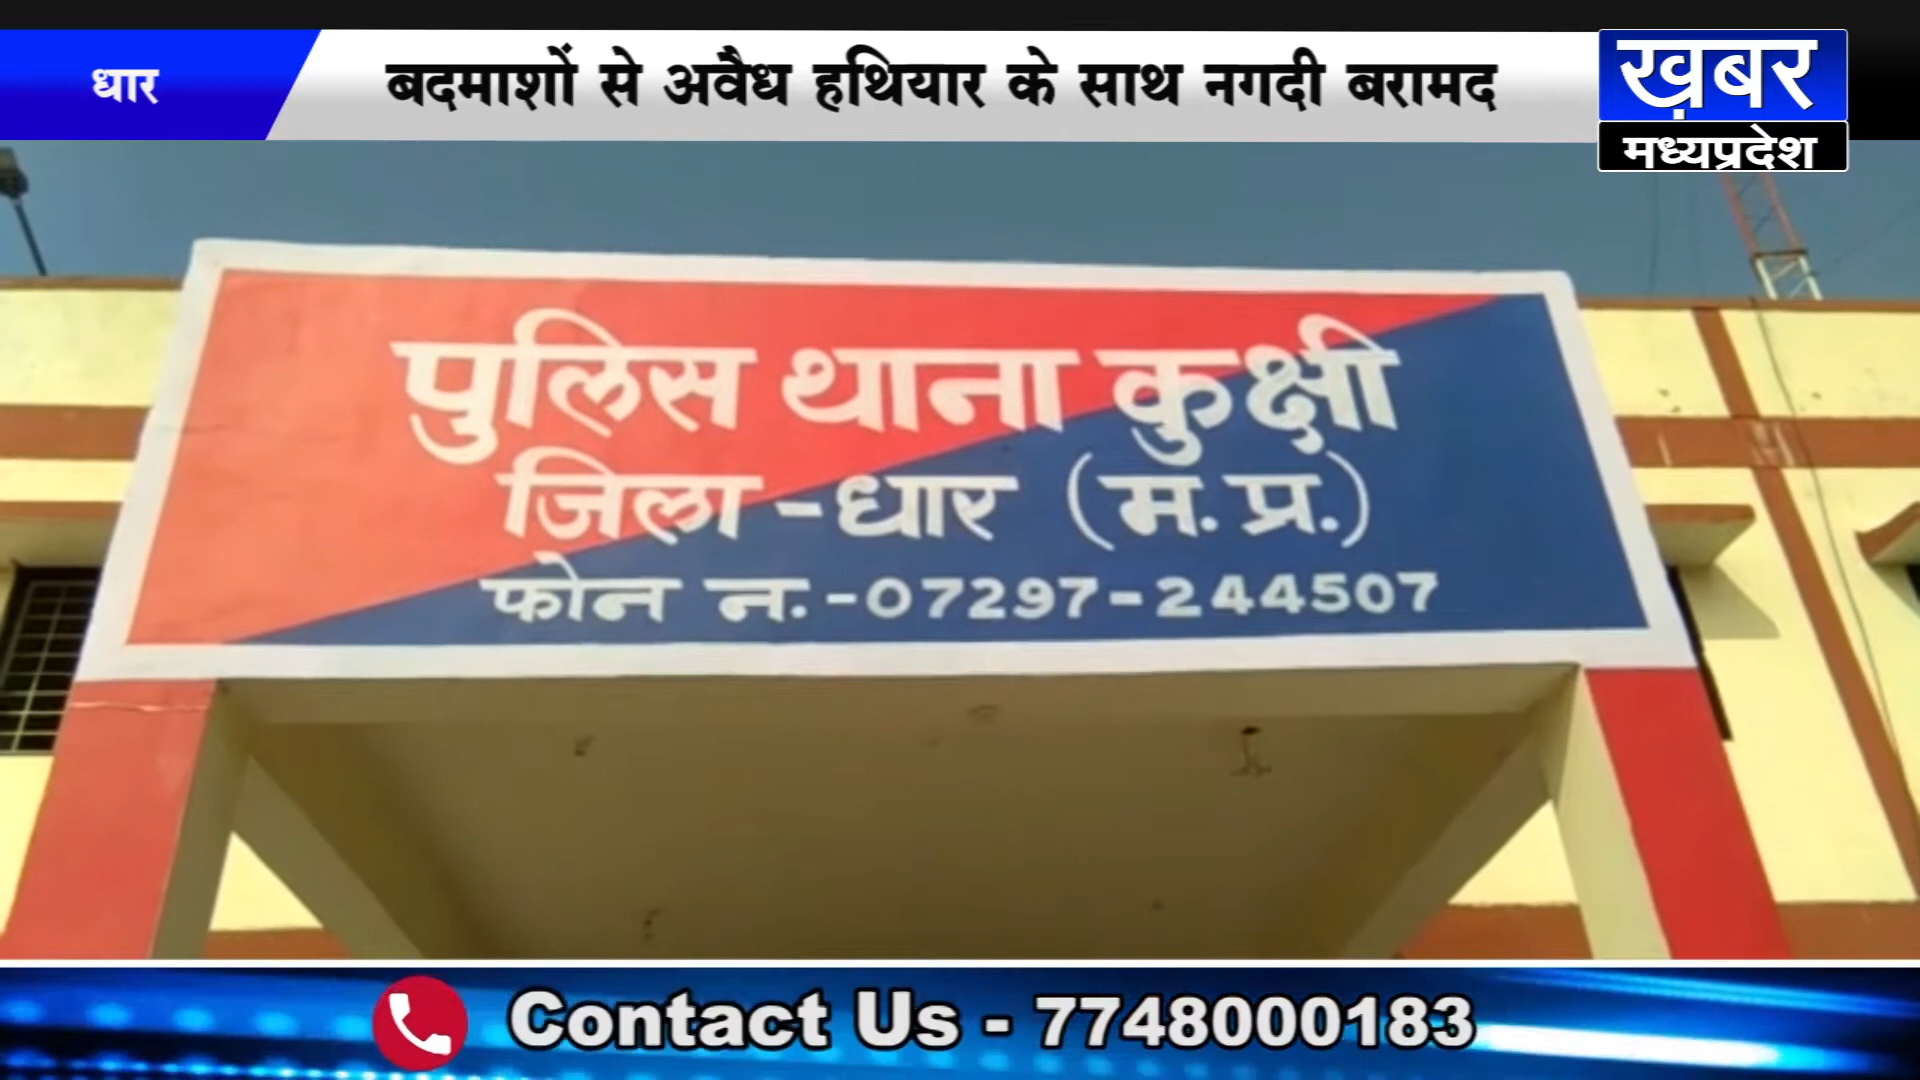 धार
बदमाशों से अवैध हथियार के साथ नगदी बरामद
ख़बर
मध्यप्रदेश
पुलिस थाना कुक्षी
जिला -धार (म. प्र.)
फोन न.-07297-244507
Contact Us - 7748000183